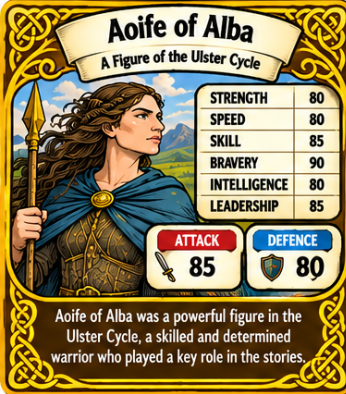 Aoife of Alba
A Figure of the Ulster Cycle
STRENGTH 80
SPEED 80
SKILL 85
BRAVERY 90
INTELLIGENCE 80
LEADERSHIP 85
ATTACK
85
DEFENCE
80
Aoife of Alba was a powerful figure in the
Ulster Cycle, a skilled and determined
warrior who played a key role in the stories.